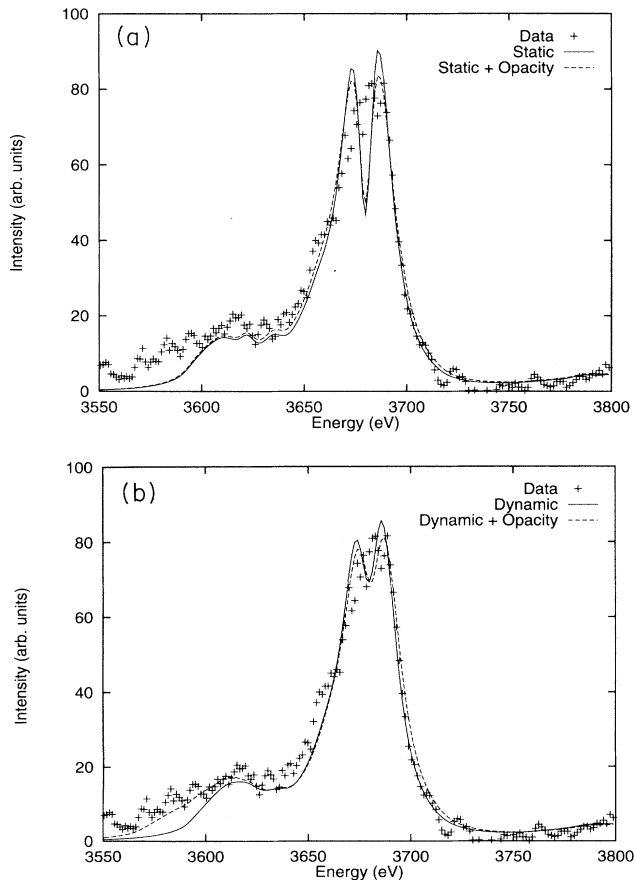 (a)
Data
Static
Static + Opacity
Intensity (arb. units)
100
80
60
40
20
0
3550
3600
3650
3700
3750
3800
Energy (eV)
(b)
Data
Dynamic
Dynamic + Opacity
Intensity (arb. units)
100
80
60
40
20
0
3550
3600
3650
3700
3750
3800
Energy (eV)